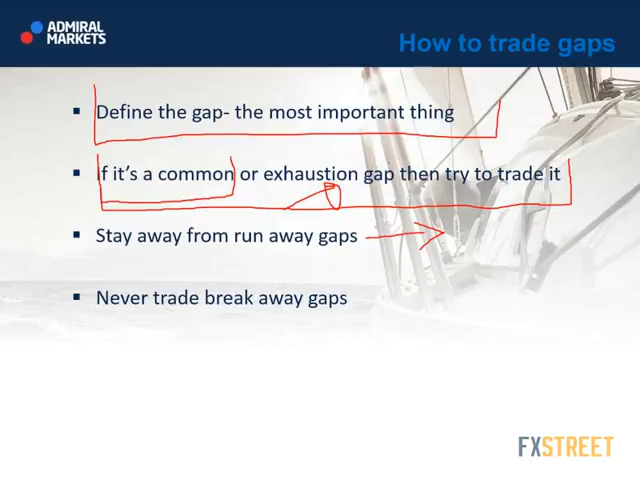 ADMIRAL
MARKETS
How to trade gaps
▪ Define the gap- the most important thing
▪ If it's a common or exhaustion gap then try to trade it
▪ Stay away from run away gaps
▪ Never trade break away gaps
FXSTREET